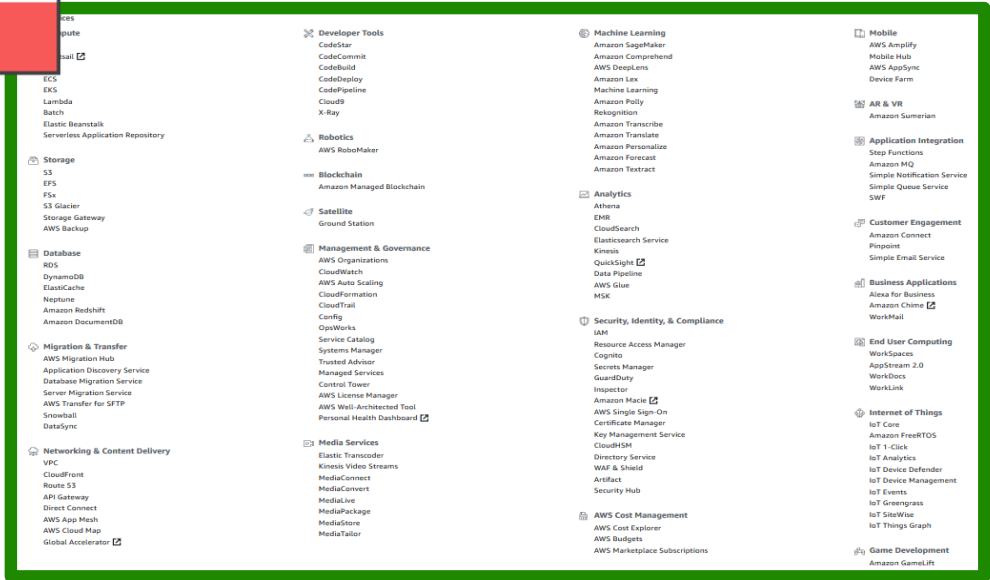 ices
pute
sail
ECS
EKS
Lambda
Batch
Elastic Beanstalk
Serverless Application Repository
Storage
S3
EFS
FSx
S3 Glacier
Storage Gateway
AWS Backup
Database
RDS
DynamoDB
ElastiCache
Neptune
Amazon Redshift
Amazon DocumentDB
Migration & Transfer
AWS Migration Hub
Application Discovery Service
Database Migration Service
Server Migration Service
AWS Transfer for SFTP
Snowball
DataSync
Networking & Content Delivery
VPC
CloudFront
Route 53
API Gateway
Direct Connect
AWS App Mesh
AWS Cloud Map
Global Accelerator
Developer Tools
CodeStar
CodeCommit
CodeBuild
CodeDeploy
CodePipeline
Cloud9
X-Ray
Robotics
AWS RoboMaker
Blockchain
Amazon Managed Blockchain
Satellite
Ground Station
Management & Governance
AWS Organizations
CloudWatch
AWS Auto Scaling
CloudFormation
CloudTrail
Config
OpsWorks
Service Catalog
Systems Manager
Trusted Advisor
Managed Services
Control Tower
AWS License Manager
AWS Well-Architected Tool
Personal Health Dashboard
Media Services
Elastic Transcoder
Kinesis Video Streams
MediaConnect
MediaConvert
MediaLive
MediaPackage
MediaStore
MediaTailor
Machine Learning
Amazon SageMaker
Amazon Comprehend
AWS DeepLens
Amazon Lex
Machine Learning
Amazon Polly
Rekognition
Amazon Transcribe
Amazon Translate
Amazon Personalize
Amazon Forecast
Amazon Textract
Analytics
Athena
EMR
CloudSearch
Elasticsearch Service
Kinesis
QuickSight
Data Pipeline
AWS Glue
MSK
Security, Identity, & Compliance
IAM
Resource Access Manager
Cognito
Secrets Manager
GuardDuty
Inspector
Amazon Macie
AWS Single Sign-On
Certificate Manager
Key Management Service
CloudHSM
Directory Service
WAF & Shield
Artifact
Security Hub
AWS Cost Management
AWS Cost Explorer
AWS Budgets
AWS Marketplace Subscriptions
Mobile
AWS Amplify
Mobile Hub
AWS AppSync
Device Farm
AR & VR
Amazon Sumerian
Application Integration
Step Functions
Amazon MQ
Simple Notification Service
Simple Queue Service
SWF
Customer Engagement
Amazon Connect
Pinpoint
Simple Email Service
Business Applications
Alexa for Business
Amazon Chime
WorkMail
End User Computing
WorkSpaces
AppStream 2.0
WorkDocs
WorkLink
Internet of Things
IoT Core
Amazon FreeRTOS
IoT 1-Click
IoT Analytics
IoT Device Defender
IoT Device Management
IoT Events
IoT Greengrass
IoT SiteWise
IoT Things Graph
Game Development
Amazon GameLift